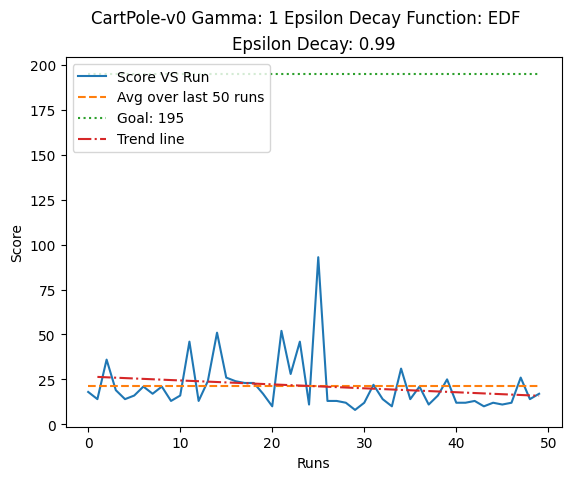 CartPole-v0 Gamma: 1 Epsilon Decay Function: EDF
Epsilon Decay: 0.99
200
175
150
125
100
75
50
25
0
Score
Score VS Run
Avg over last 50 runs
Goal: 195
Trend line
0
10
20
30
40
50
Runs